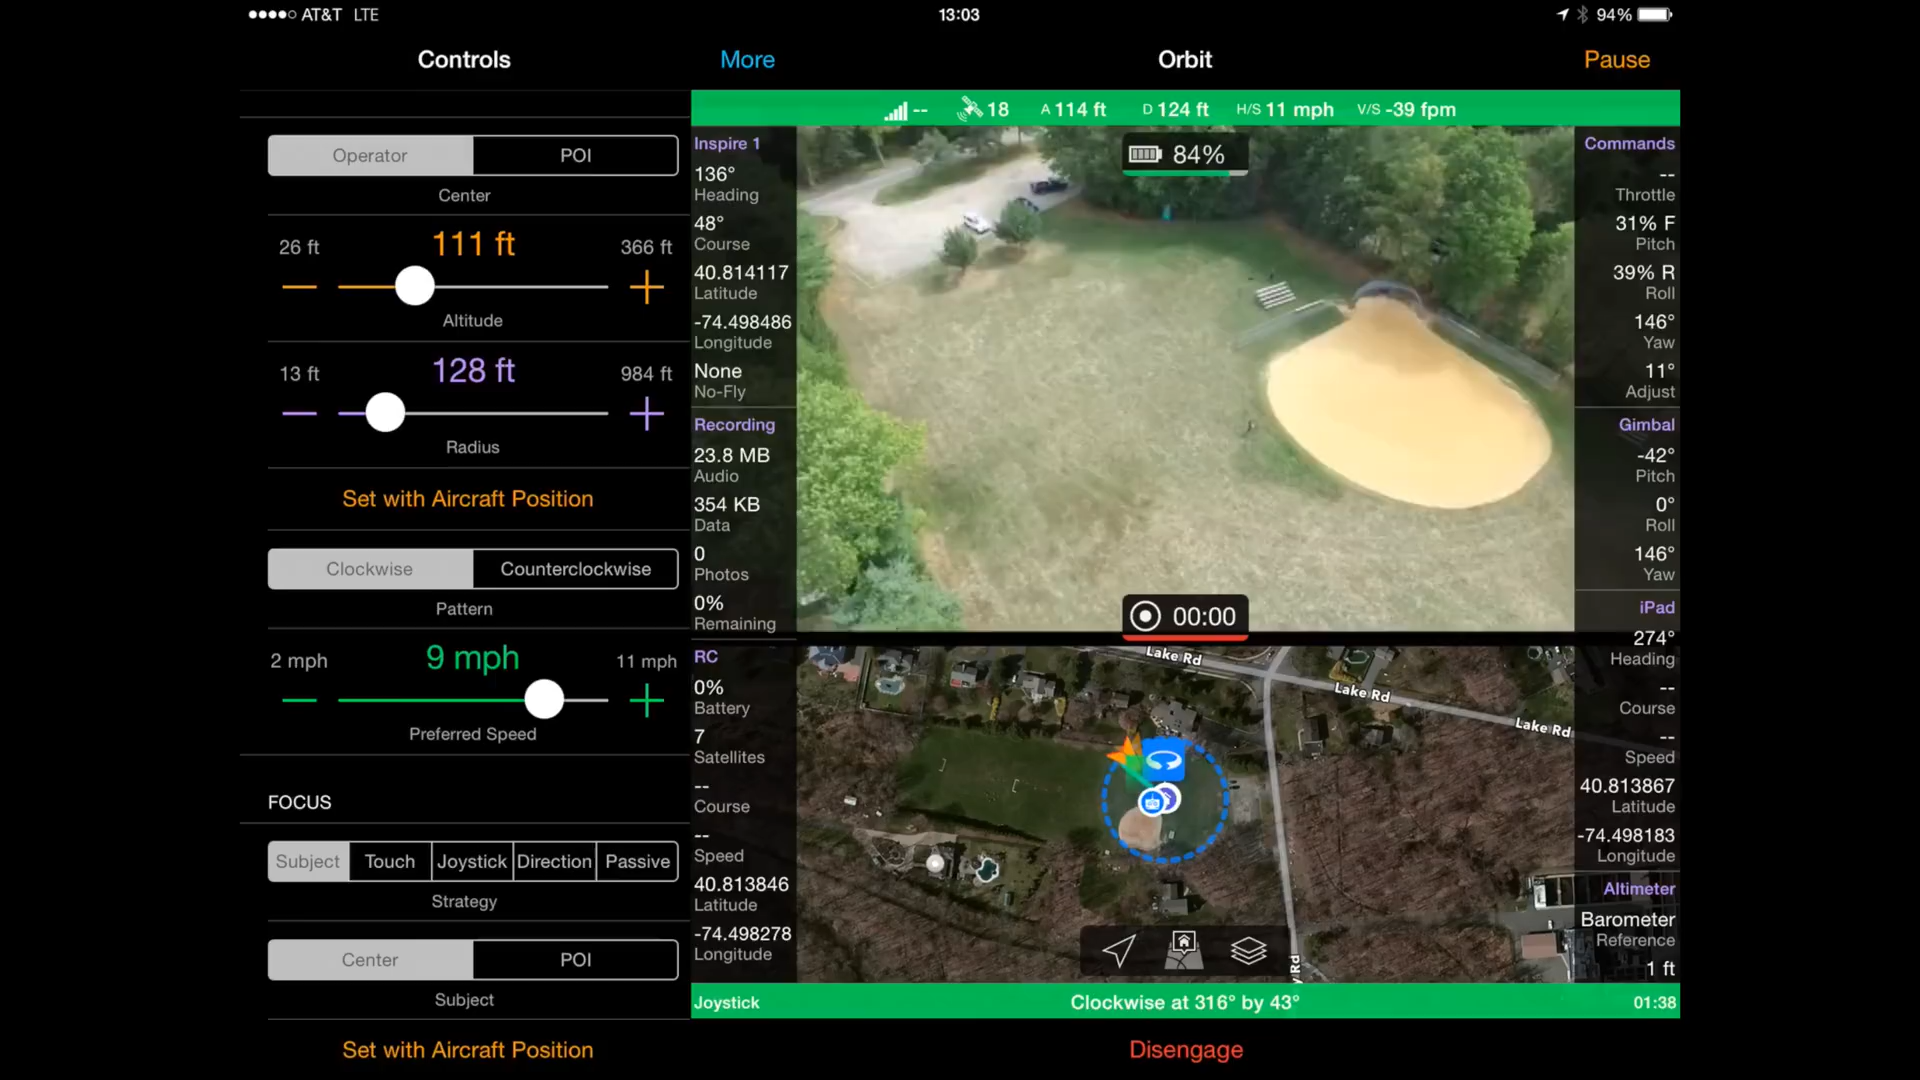 AT&T LTE
13:03
94%
Controls
More
Orbit
Pause
--
18
A 114 ft
D 124 ft
H/S 11 mph
V/S -39 fpm
Operator
POI
Center
26 ft
111 ft
366 ft
Altitude
13 ft
128 ft
984 ft
Radius
Set with Aircraft Position
Clockwise
Counterclockwise
Pattern
2 mph
9 mph
11 mph
Preferred Speed
FOCUS
Subject
Touch
Joystick
Direction
Passive
Strategy
Center
POI
Subject
Set with Aircraft Position
Inspire 1
136°
Heading
48°
Course
40.814117
Latitude
-74.498486
Longitude
None
No-Fly
Recording
23.8 MB
Audio
354 KB
Data
0
Photos
0%
Remaining
RC
0%
Battery
7
Satellites
--
Course
--
Speed
40.813846
Latitude
-74.498278
Longitude
84%
00:00
Lake Rd
Lake Rd
Lake Rd
y Rd
Commands
--
Throttle
31% F
Pitch
39% R
Roll
146°
Yaw
11°
Adjust
Gimbal
-42°
Pitch
0°
Roll
146°
Yaw
iPad
274°
Heading
--
Course
--
Speed
40.813867
Latitude
-74.498183
Longitude
Altimeter
Barometer
Reference
1 ft
Joystick
Clockwise at 316° by 43°
01:38
Disengage